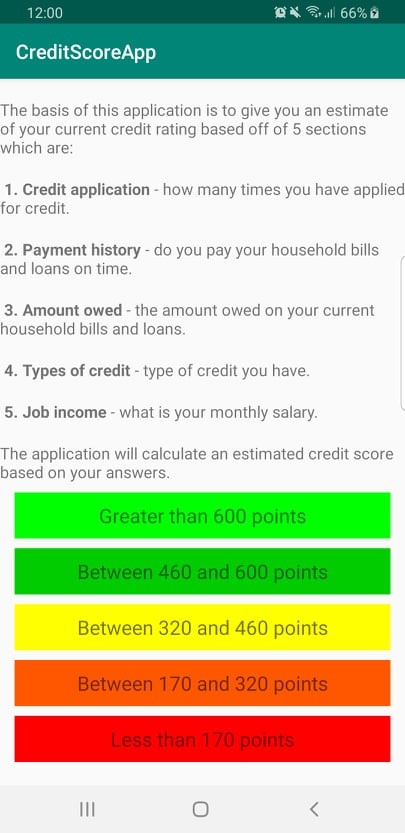 12:00 66%
CreditScoreApp
The basis of this application is to give you an estimate
of your current credit rating based off of 5 sections
which are:
1. Credit application - how many times you have applied
for credit.
2. Payment history - do you pay your household bills
and loans on time.
3. Amount owed - the amount owed on your current
household bills and loans.
4. Types of credit - type of credit you have.
5. Job income - what is your monthly salary.
The application will calculate an estimated credit score
based on your answers.
Greater than 600 points
Between 460 and 600 points
Between 320 and 460 points
Between 170 and 320 points
Less than 170 points